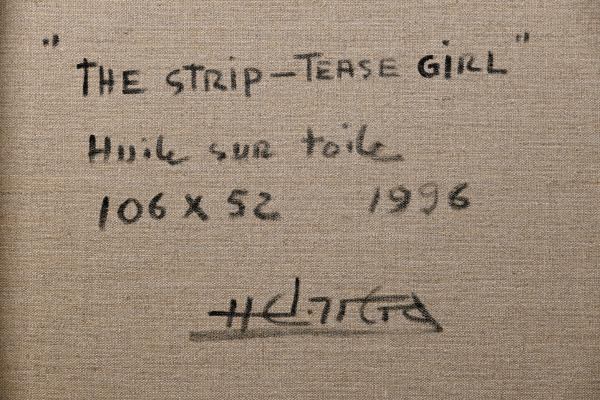 "THE STRIP-TEASE GIRL"
Huile sur toile
106 x 52 1996